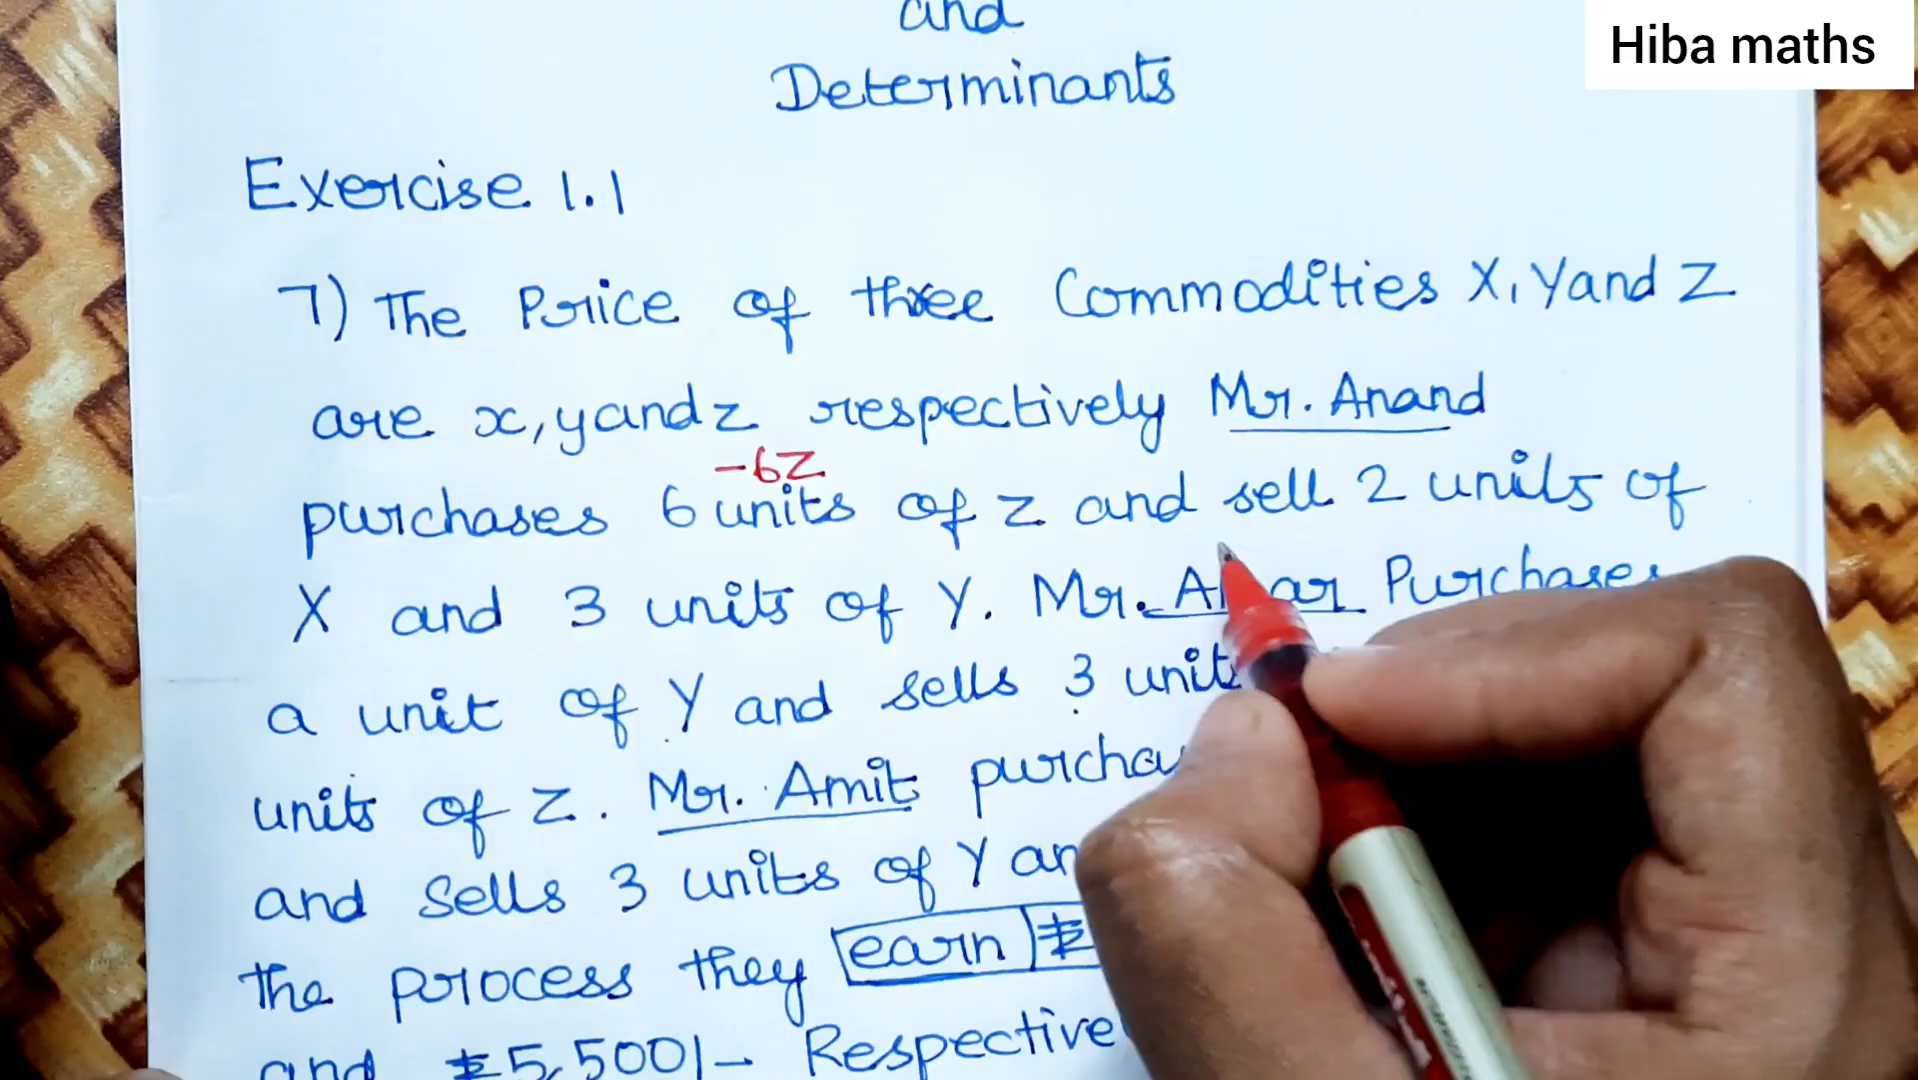 Hiba maths
and
Determinants
Exercise 1.1
7) The Price of three Commodities X, Y and Z
are x, y and z respectively Mr. Anand
-6Z
purchases 6 units of z and sell 2 units of
X and 3 units of Y. Mr. Purchases
a unit of Y and sells 3
units of z. Mr. Amit
and sells 3 units of Y
the process they earn ₹
and ₹5,500/-